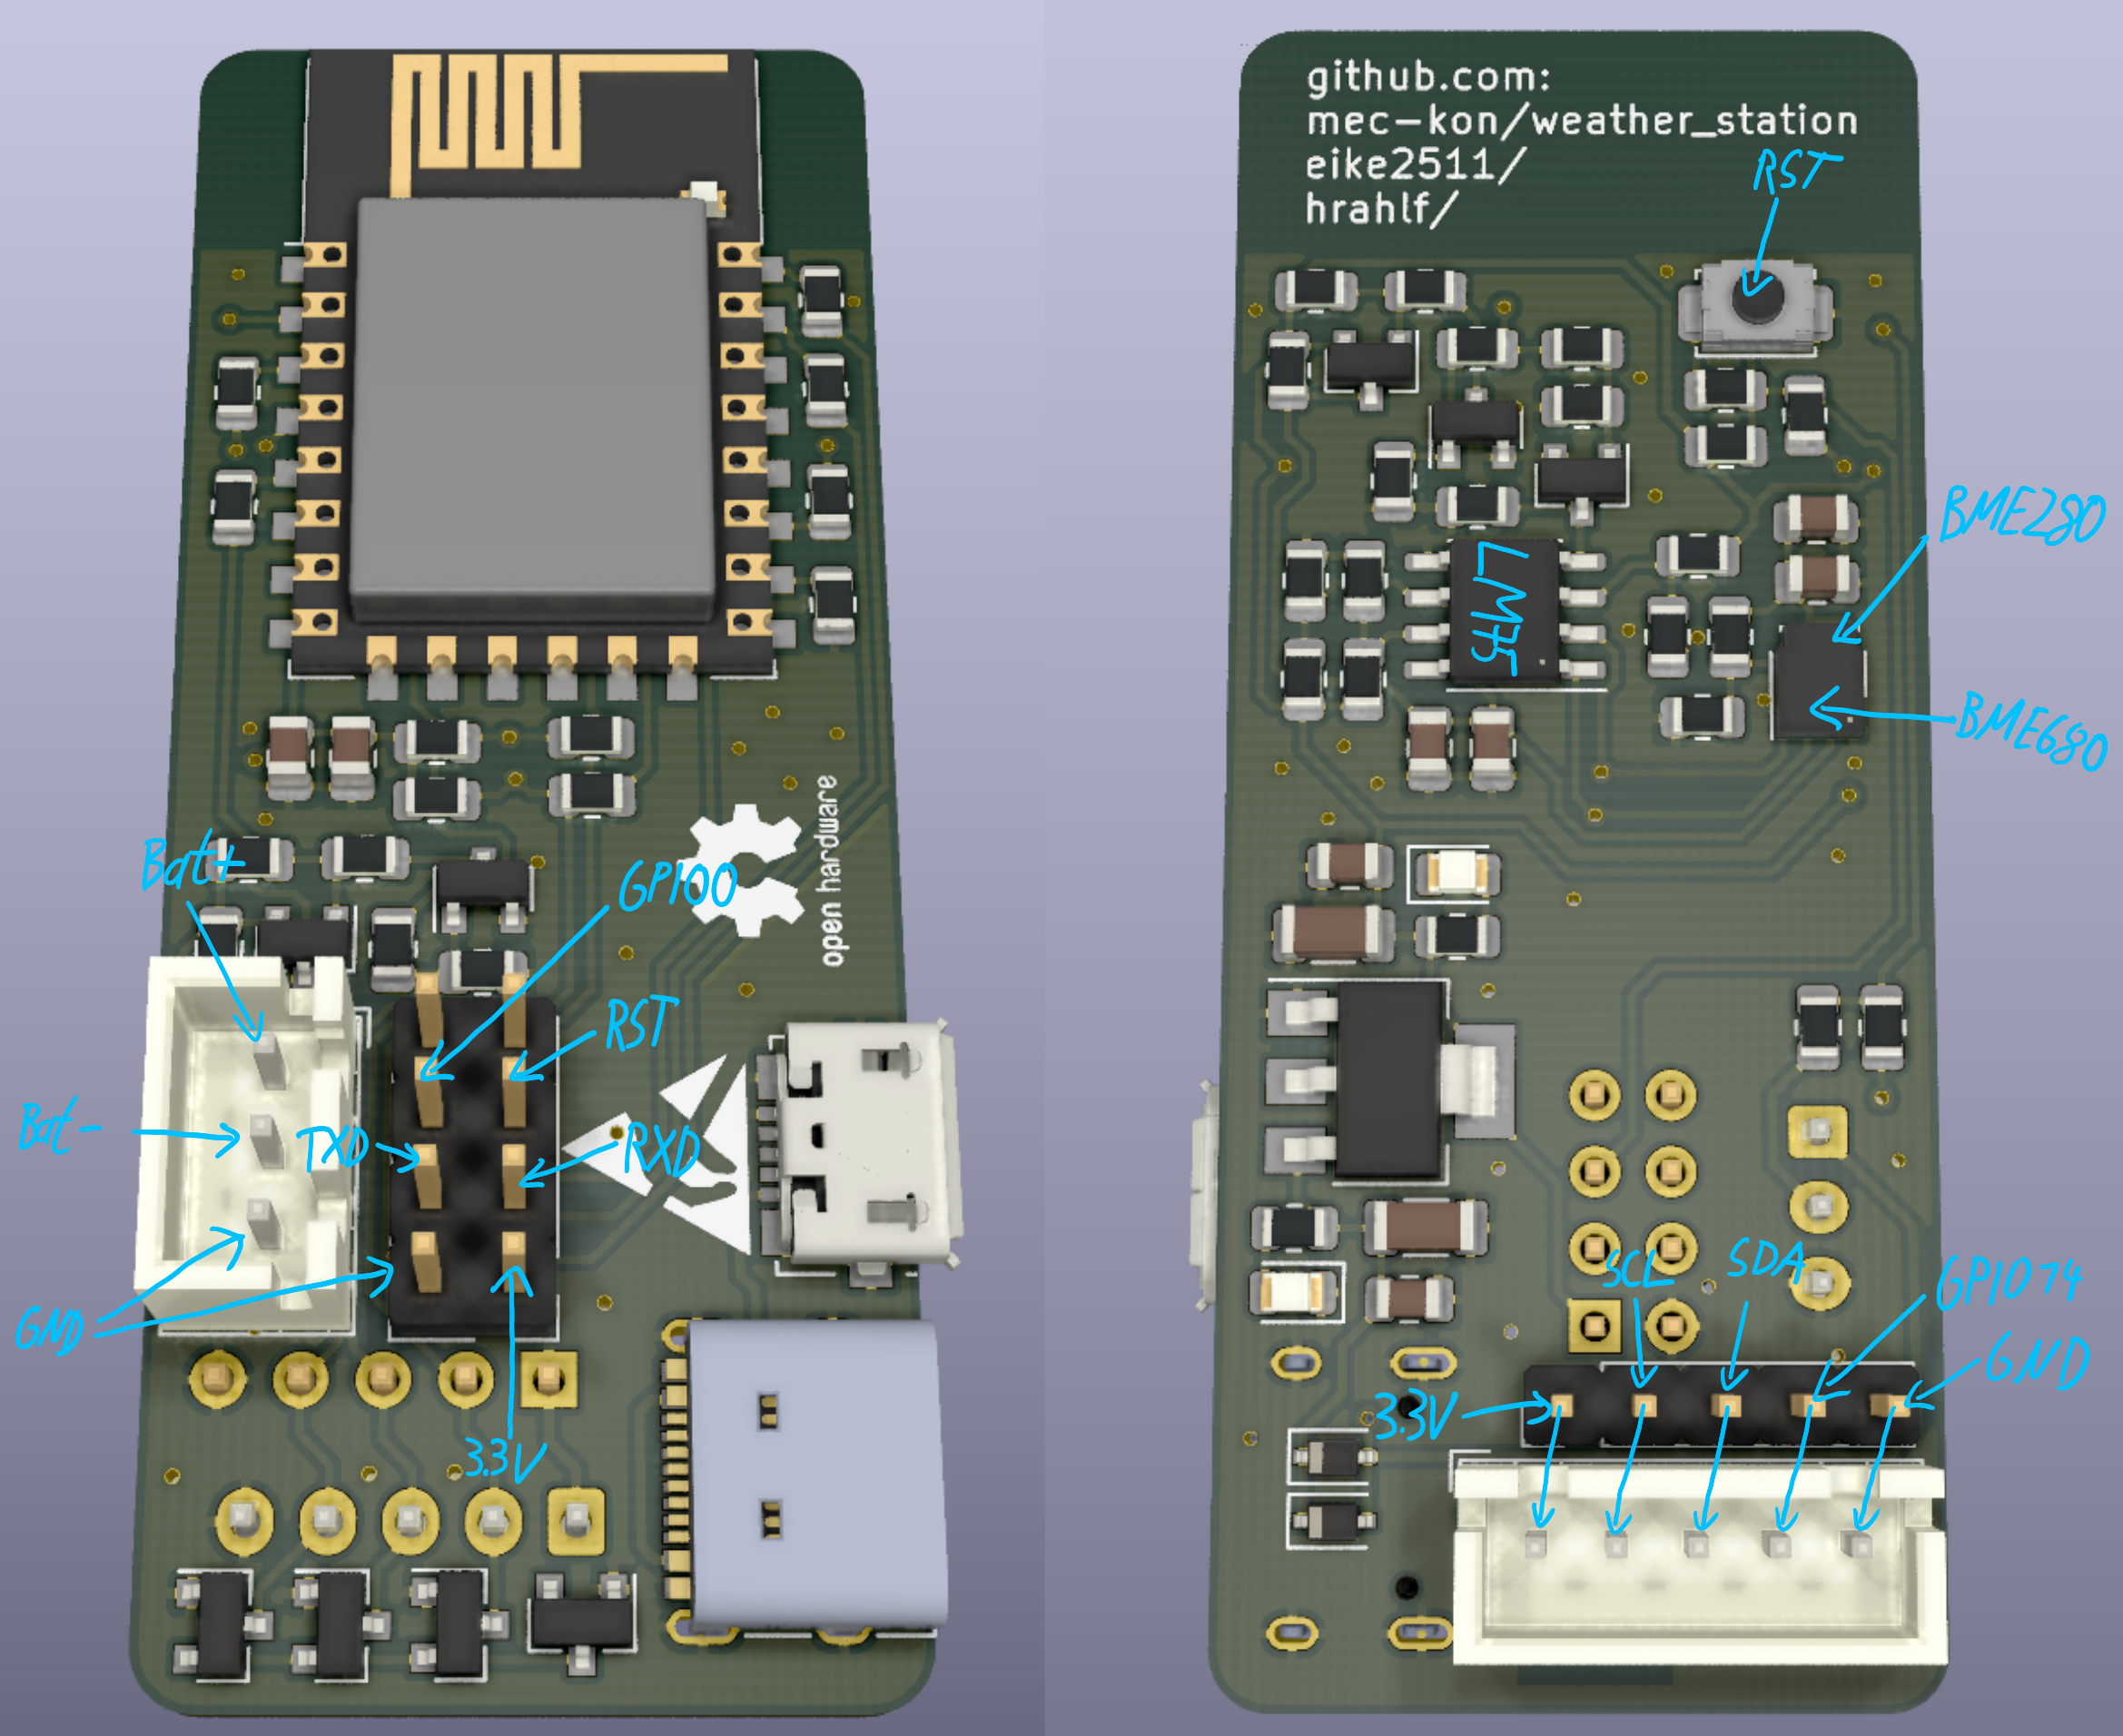 Bat+
GPIO0
open hardware
RST
Bat-
TXD
RXD
GND
3.3V
github.com:
mec-kon/weather_station
eike2511/
hrahlf/
RST
BME280
LM75
BME680
SCL
SDA
GPIO14
GND
3.3V